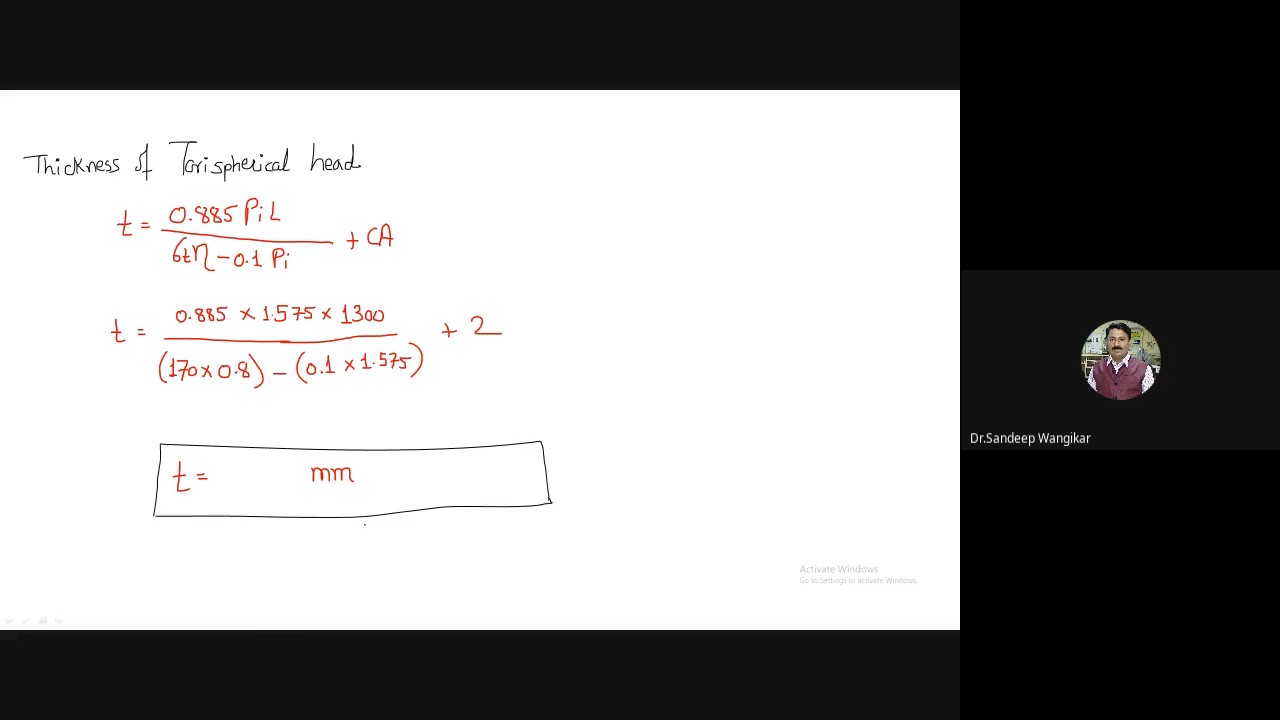 Thickness of Torispherical head
t = 0.885 Pi L / 6t η - 0.1 Pi + CA
t = 0.885 × 1.575 × 1300 / (170 × 0.8) - (0.1 × 1.575) + 2
t = mm
Dr.Sandeep Wangikar
Activate Windows
Go to Settings to activate Windows.